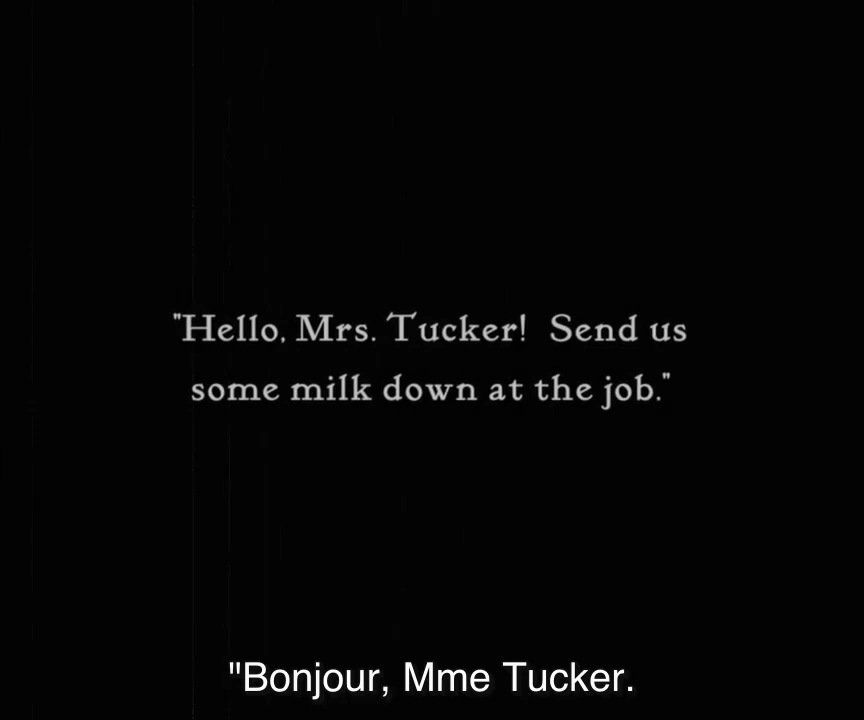 "Hello, Mrs. Tucker! Send us
some milk down at the job."
"Bonjour, Mme Tucker.